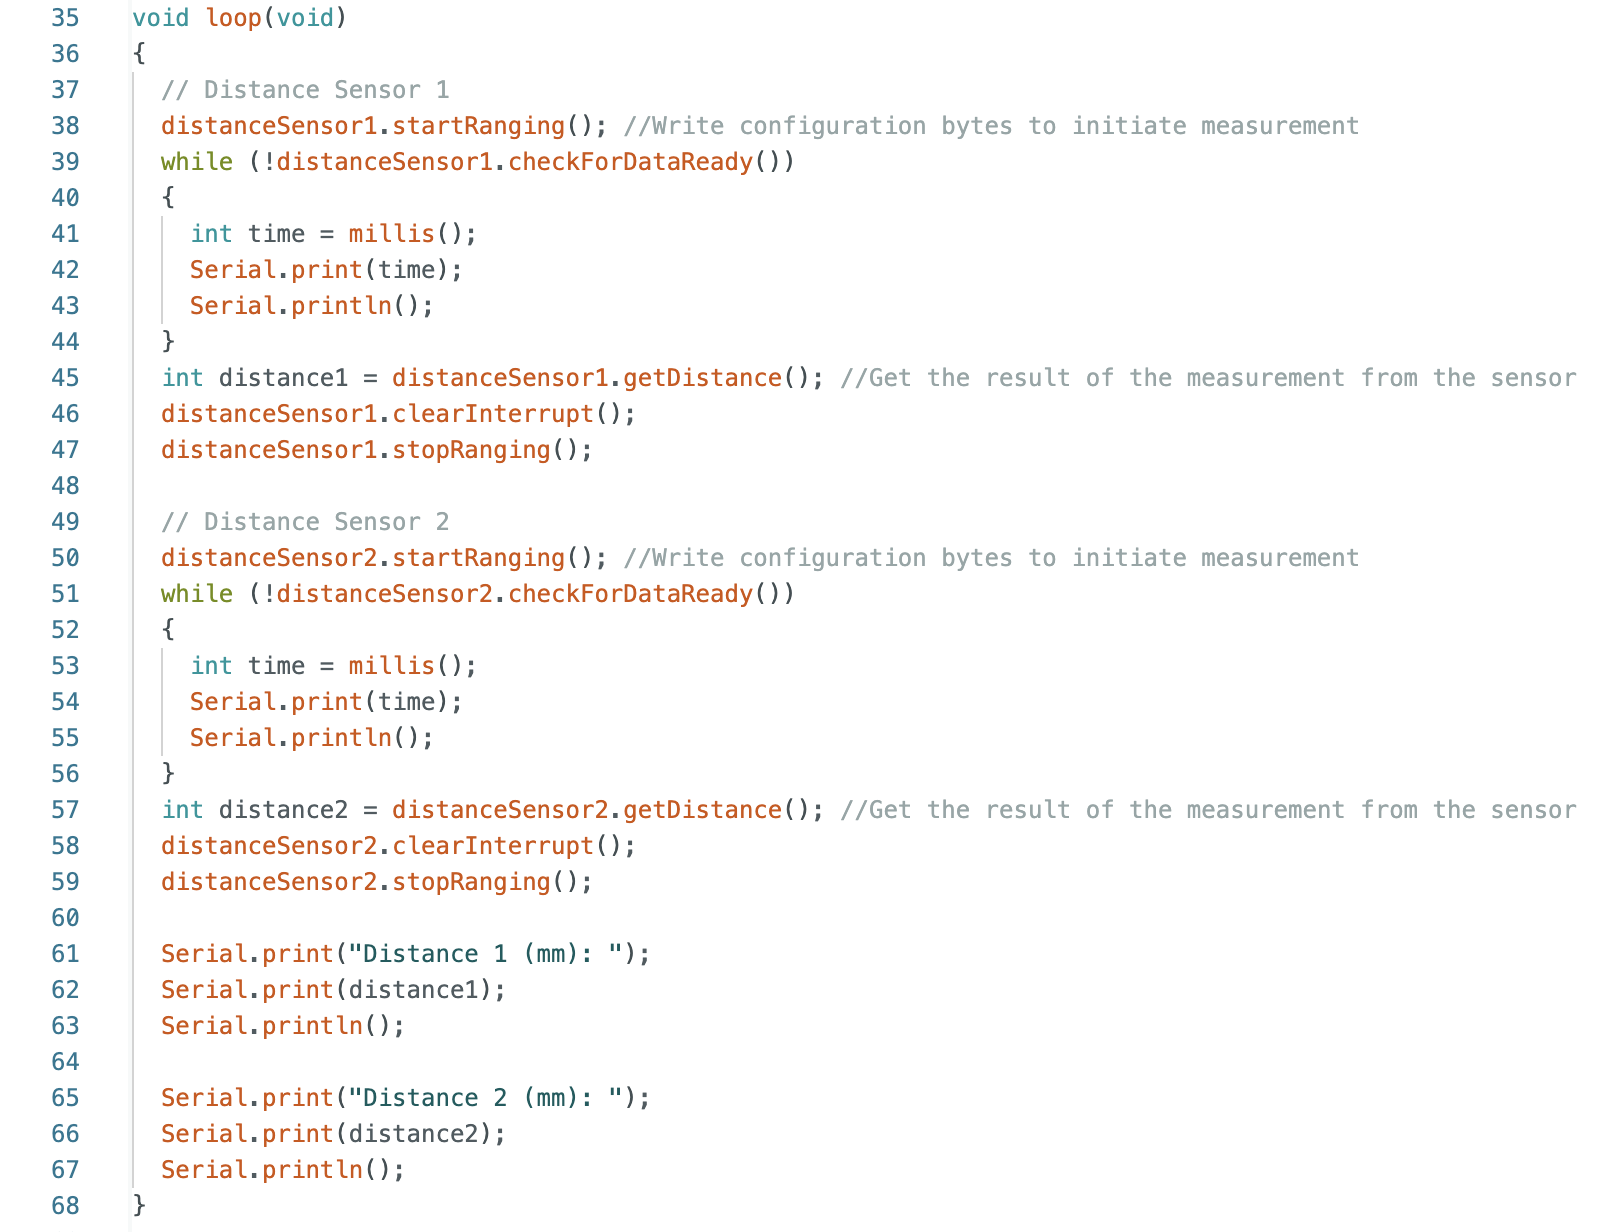 35 void loop(void)
36 {
37 // Distance Sensor 1
38 distanceSensor1.startRanging(); //Write configuration bytes to initiate measurement
39 while (!distanceSensor1.checkForDataReady())
40 {
41 int time = millis();
42 Serial.print(time);
43 Serial.println();
44 }
45 int distance1 = distanceSensor1.getDistance(); //Get the result of the measurement from the sensor
46 distanceSensor1.clearInterrupt();
47 distanceSensor1.stopRanging();
48
49 // Distance Sensor 2
50 distanceSensor2.startRanging(); //Write configuration bytes to initiate measurement
51 while (!distanceSensor2.checkForDataReady())
52 {
53 int time = millis();
54 Serial.print(time);
55 Serial.println();
56 }
57 int distance2 = distanceSensor2.getDistance(); //Get the result of the measurement from the sensor
58 distanceSensor2.clearInterrupt();
59 distanceSensor2.stopRanging();
60
61 Serial.print("Distance 1 (mm): ");
62 Serial.print(distance1);
63 Serial.println();
64
65 Serial.print("Distance 2 (mm): ");
66 Serial.print(distance2);
67 Serial.println();
68 }